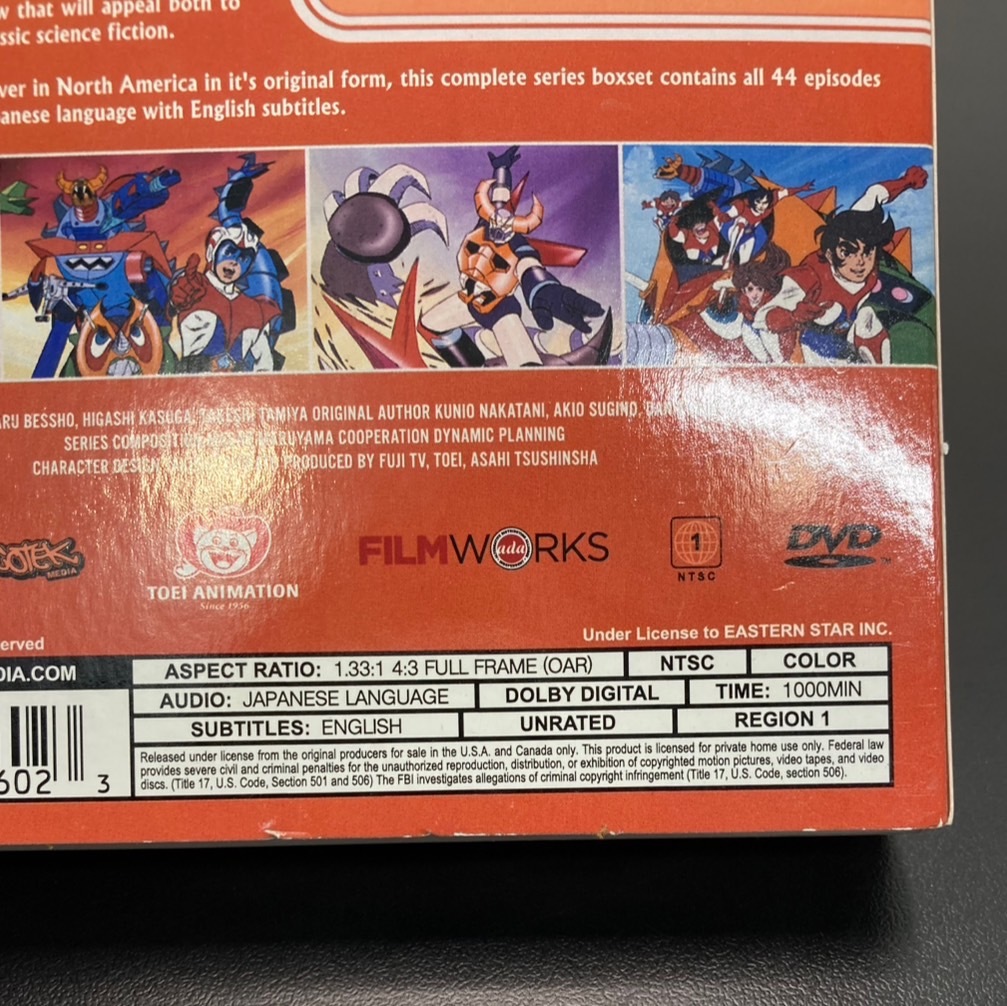 w that will appeal both to
ssic science fiction.
ver in North America in it's original form, this complete series boxset contains all 44 episodes
anese language with English subtitles.
RU BESSHO, HIGASHI KASUGA, TAKESHI TAMIYA ORIGINAL AUTHOR KUNIO NAKATANI, AKIO SUGINO,
SERIES COMPOSITION ARUYAMA COOPERATION DYNAMIC PLANNING
CHARACTER DESIGN PRODUCED BY FUJI TV, TOEI, ASAHI TSUSHINSHA
OTEK MEDIA
TOEI ANIMATION
Since 1956
FILMWORKS
ada
1
NTSC
DVD
TM
erved
Under License to EASTERN STAR INC.
DIA.COM
ASPECT RATIO: 1.33:1 4:3 FULL FRAME (OAR) NTSC COLOR
AUDIO: JAPANESE LANGUAGE DOLBY DIGITAL TIME: 1000MIN
SUBTITLES: ENGLISH UNRATED REGION 1
602 3
Released under license from the original producers for sale in the U.S.A. and Canada only. This product is licensed for private home use only. Federal law
provides severe civil and criminal penalties for the unauthorized reproduction, distribution, or exhibition of copyrighted motion pictures, video tapes, and video
discs. (Title 17, U.S. Code, Section 501 and 506) The FBI investigates allegations of criminal copyright infringement (Title 17, U.S. Code, section 506).